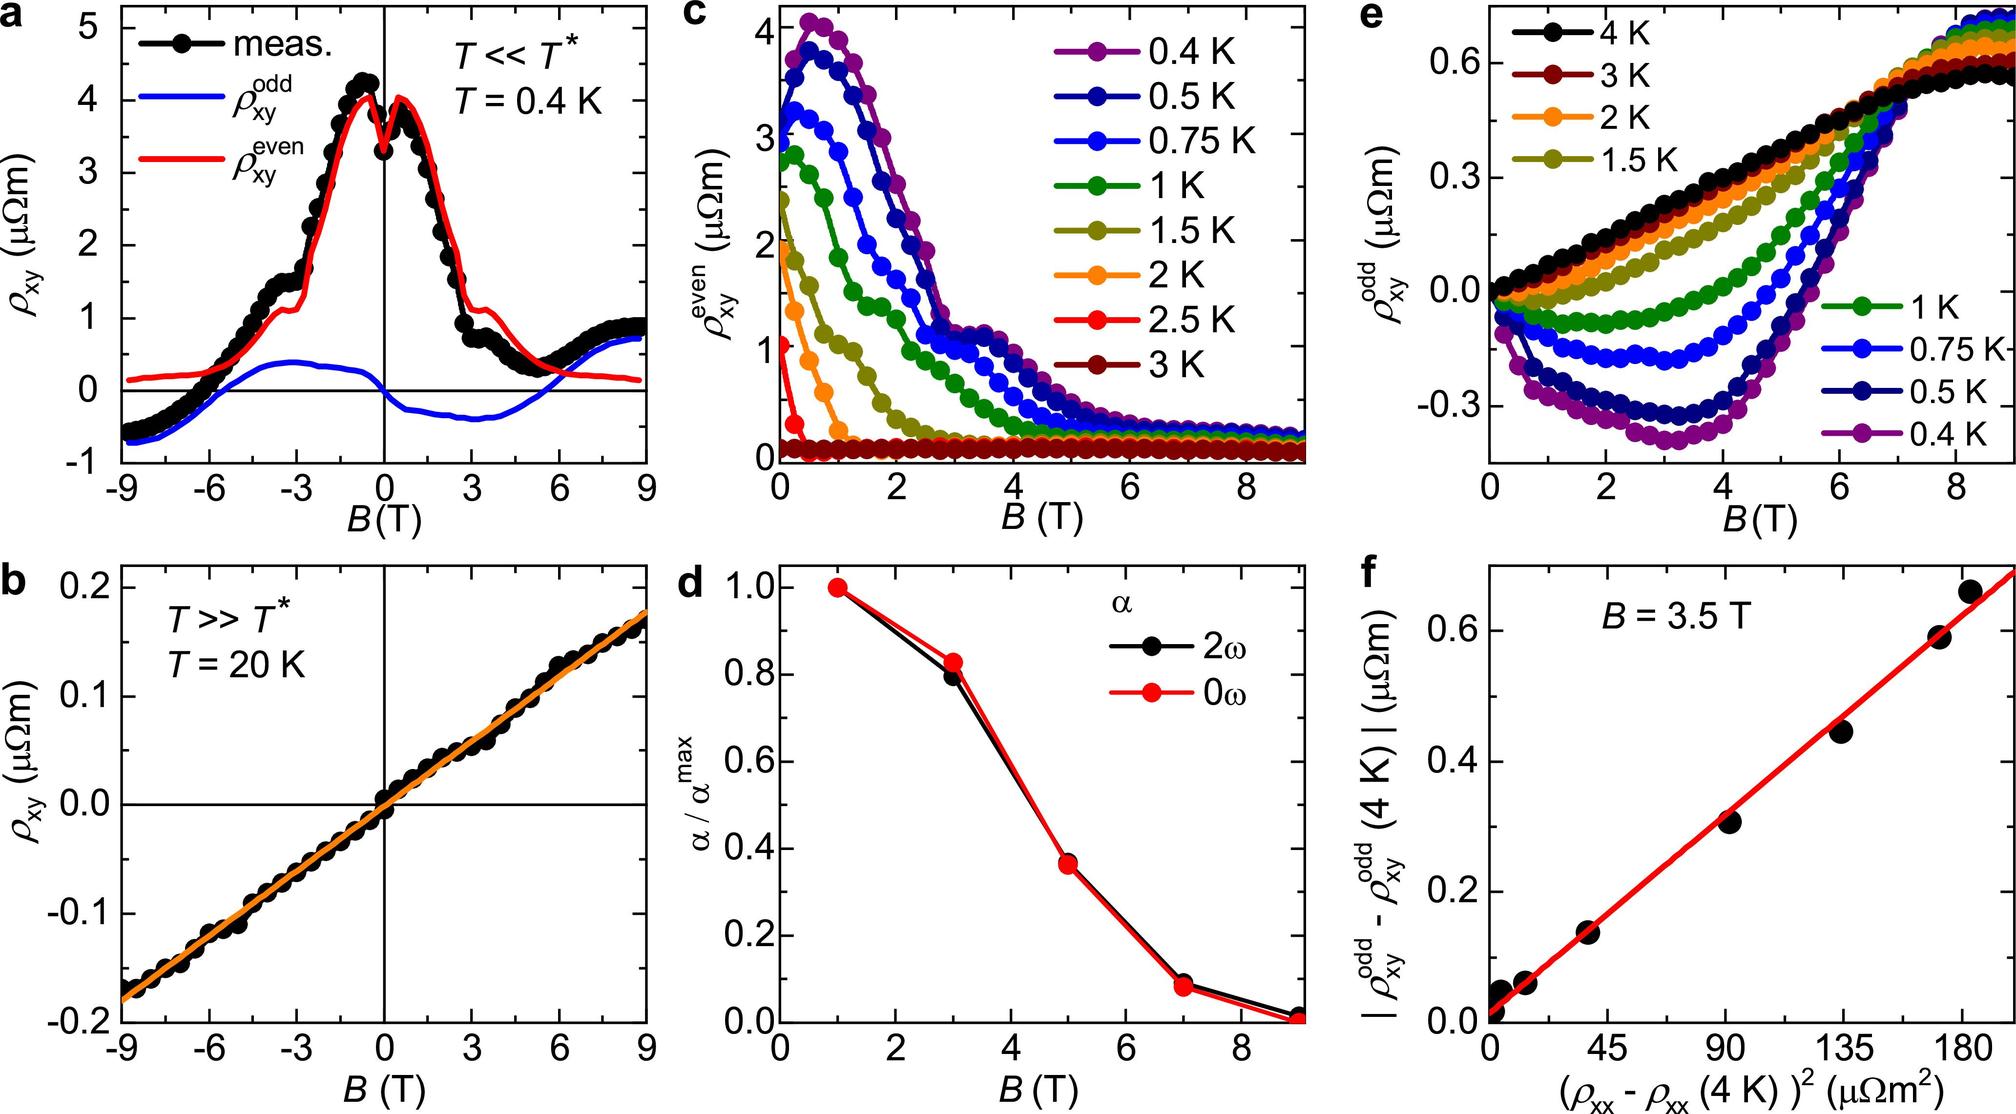 a
5
4
3
2
1
0
-1
-9 -6 -3 0 3 6 9
ρxy (μΩm)
B(T)
meas.
ρxy^odd
ρxy^even
T << T*
T = 0.4 K
b
0.2
0.1
0.0
-0.1
-0.2
-9 -6 -3 0 3 6 9
ρxy (μΩm)
B (T)
T >> T*
T = 20 K
c
4
3
2
1
0
0 2 4 6 8
ρxy^even (μΩm)
B (T)
0.4 K
0.5 K
0.75 K
1 K
1.5 K
2 K
2.5 K
3 K
d
1.0
0.8
0.6
0.4
0.2
0.0
0 2 4 6 8
α / α^max
B (T)
α
2ω
0ω
e
0.6
0.3
0.0
-0.3
0 2 4 6 8
ρxy^odd (μΩm)
B(T)
4 K
3 K
2 K
1.5 K
1 K
0.75 K
0.5 K
0.4 K
f
0.6
0.4
0.2
0.0
0 45 90 135 180
| ρxy^odd - ρxy^odd (4 K) | (μΩm)
(ρxx - ρxx (4 K) )² (μΩm²)
B = 3.5 T